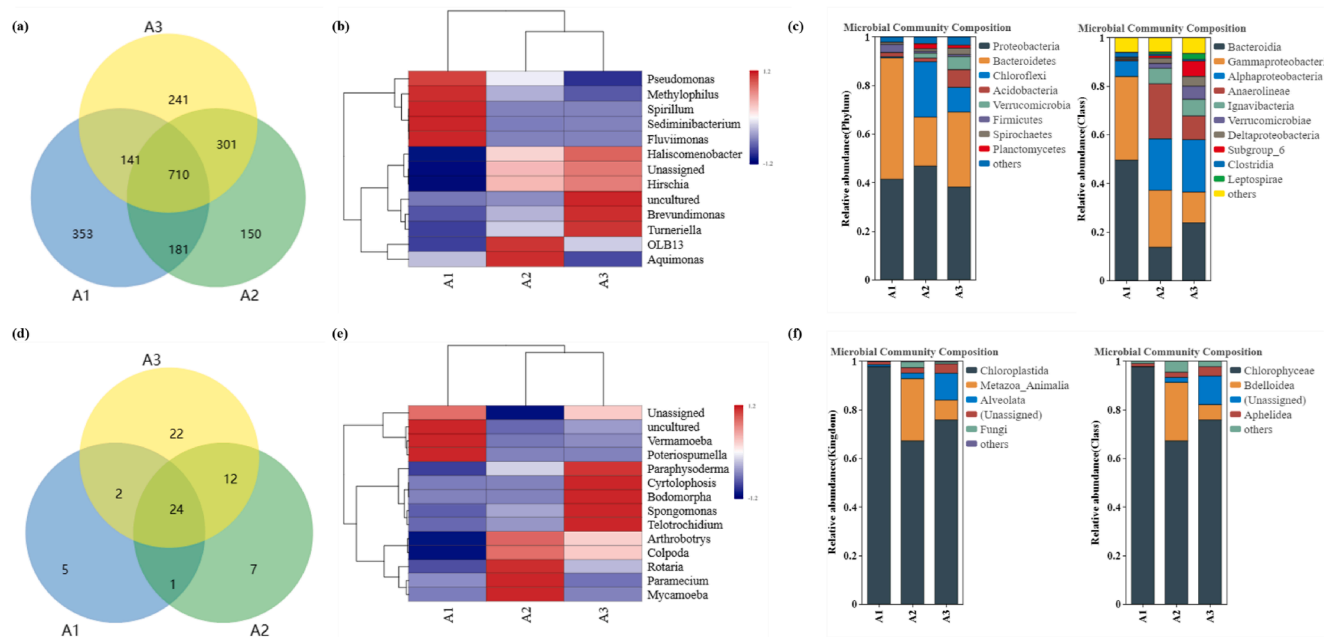 (a)
A3
241
141
301
710
353
181
150
A1
A2
(b)
1.2
-1.2
Pseudomonas
Methylophilus
Spirillum
Sediminibacterium
Fluviimonas
Haliscomenobacter
Unassigned
Hirschia
uncultured
Brevundimonas
Turneriella
OLB13
Aquimonas
A1
A2
A3
(c)
Microbial Community Composition
Relative abundance(Phylum)
1
0.8
0.6
0.4
0.2
0
A1
A2
A3
Proteobacteria
Bacteroidetes
Chloroflexi
Acidobacteria
Verrucomicrobia
Firmicutes
Spirochaetes
Planctomycetes
others
Microbial Community Composition
Relative abundance(Class)
1
0.8
0.6
0.4
0.2
0
A1
A2
A3
Bacteroidia
Gammaproteobacteri
Alphaproteobacteria
Anaerolineae
Ignavibacteria
Verrucomicrobiae
Deltaproteobacteria
Subgroup_6
Clostridia
Leptospirae
others
(d)
A3
22
2
12
24
5
1
7
A1
A2
(e)
1.2
-1.2
Unassigned
uncultured
Vermamoeba
Poteriospumella
Paraphysoderma
Cyrtolophosis
Bodomorpha
Spongomonas
Telotrochidium
Arthrobotrys
Colpoda
Rotaria
Paramecium
Mycamoeba
A1
A2
A3
(f)
Microbial Community Composition
Relative abundance(Kingdom)
1
0.8
0.6
0.4
0.2
0
A1
A2
A3
Chloroplastida
Metazoa_Animalia
Alveolata
(Unassigned)
Fungi
others
Microbial Community Composition
Relative abundance(Class)
1
0.8
0.6
0.4
0.2
0
A1
A2
A3
Chlorophyceae
Bdelloidea
(Unassigned)
Aphelidea
others